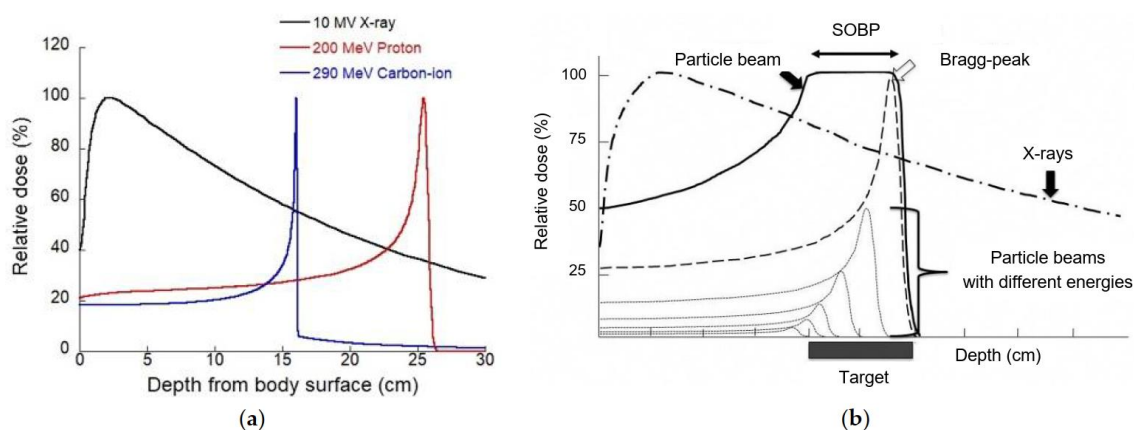 10 MV X-ray
200 MeV Proton
290 MeV Carbon-ion
Relative dose (%)
120
100
80
60
40
20
0
0 5 10 15 20 25 30
Depth from body surface (cm)
(a)
SOBP
Particle beam
Bragg-peak
X-rays
Relative dose (%)
100
75
50
25
Particle beams
with different energies
Depth (cm)
Target
(b)